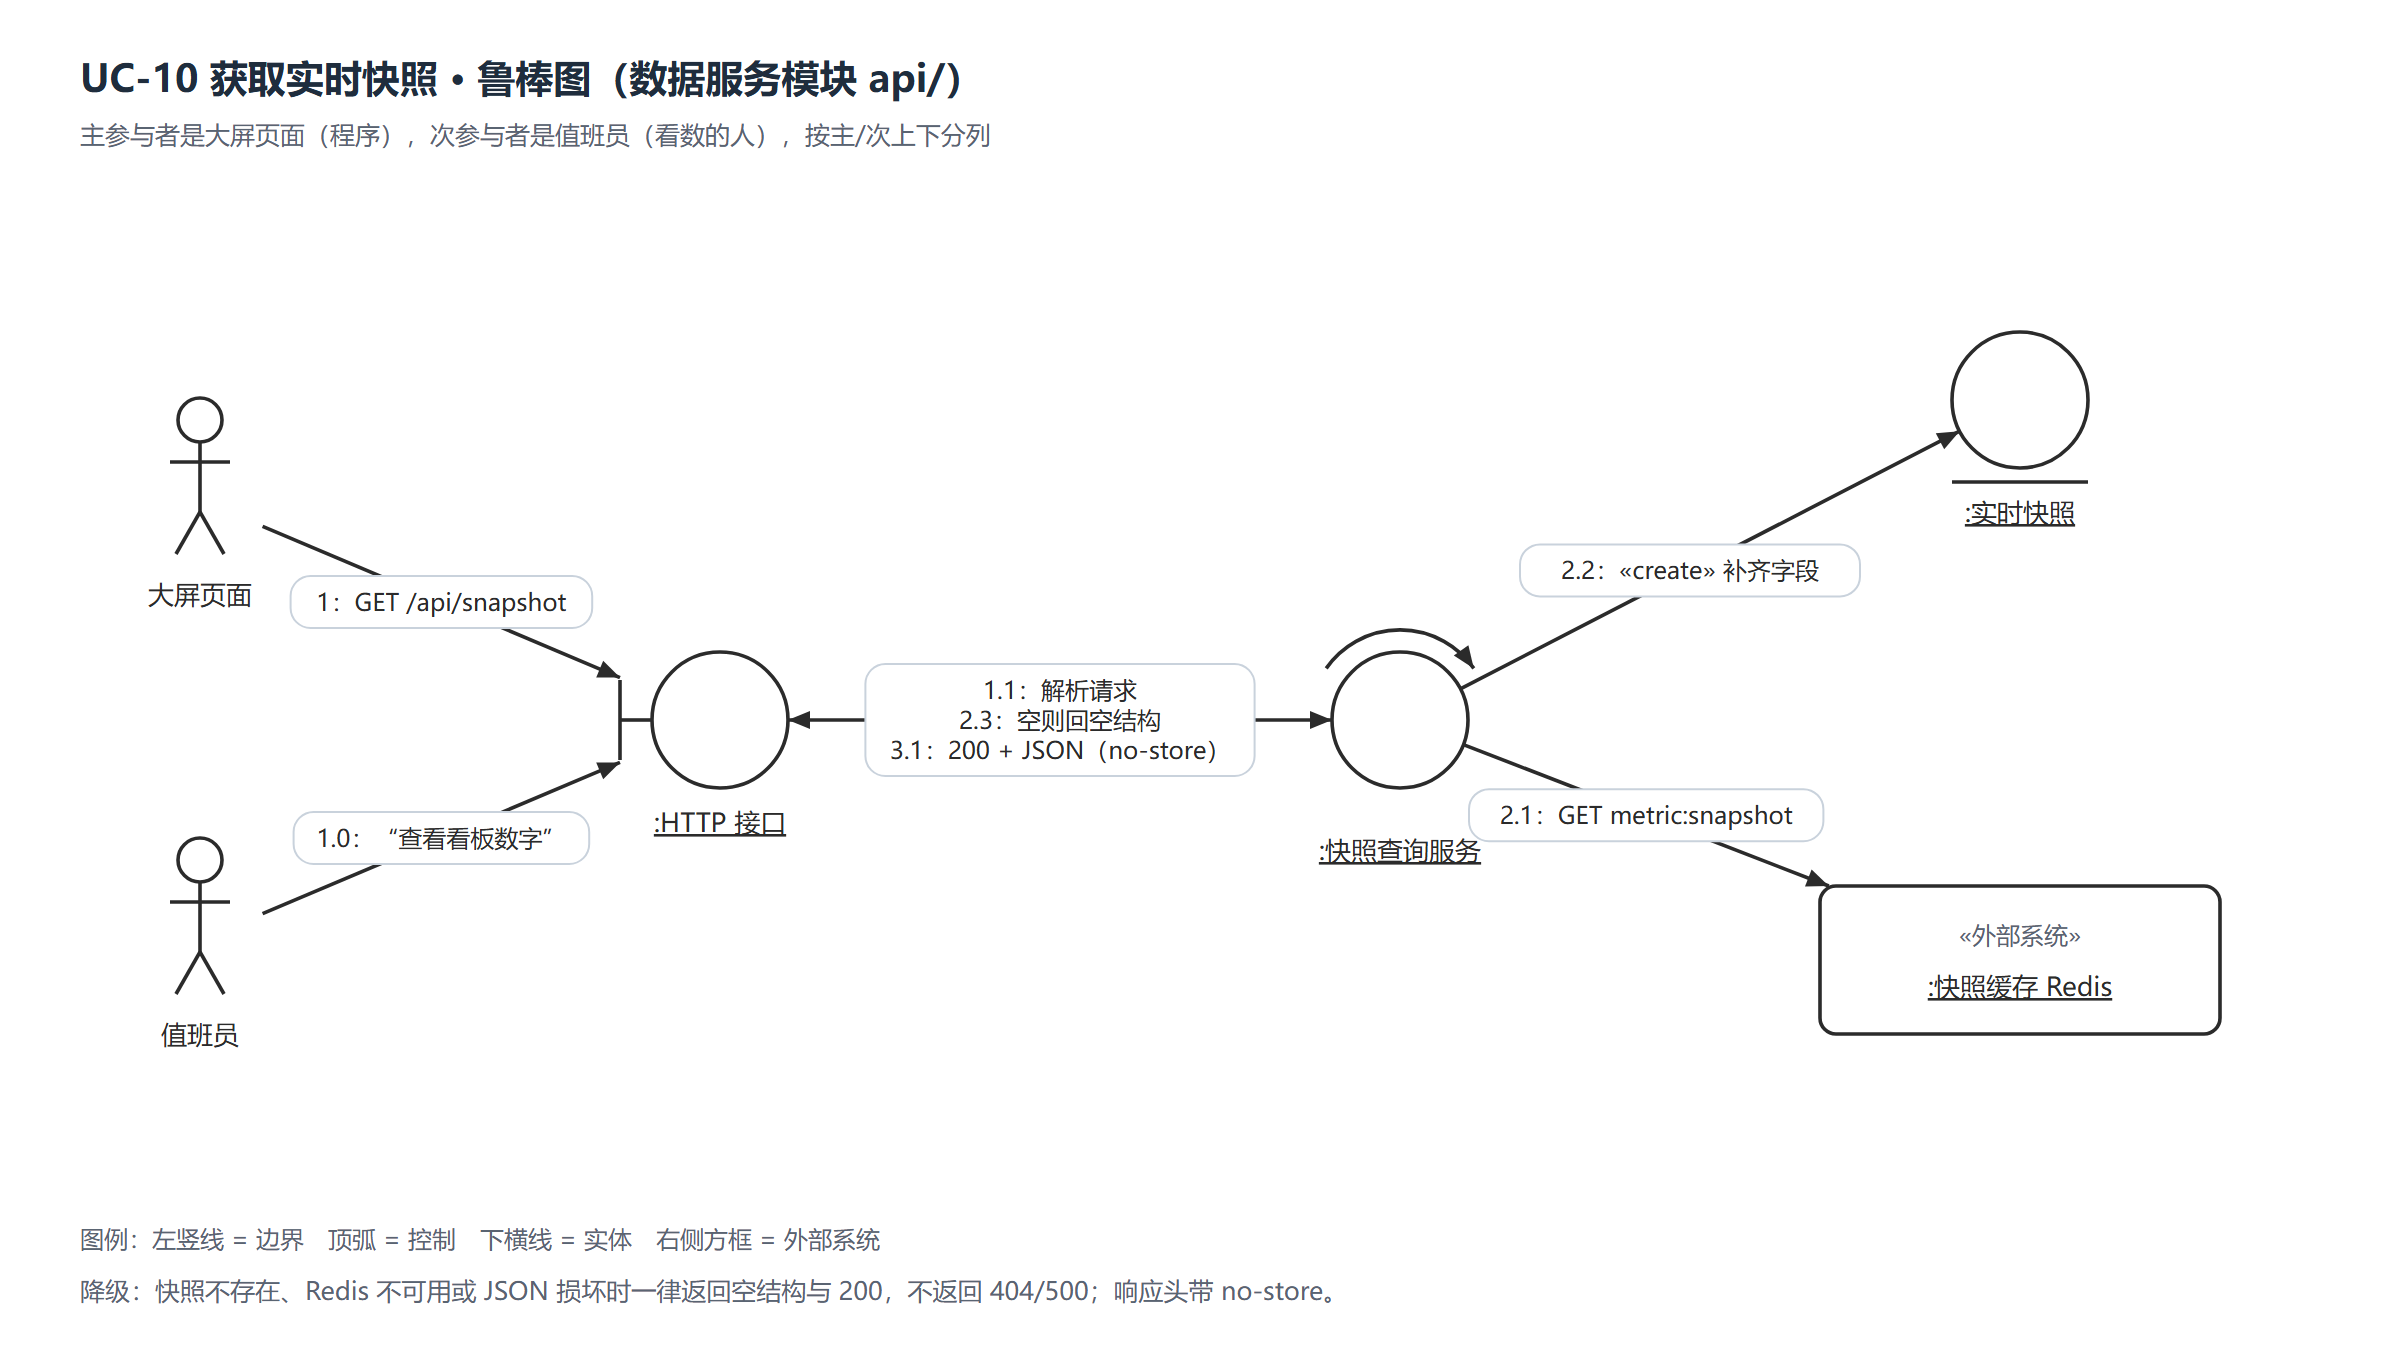 UC-10 获取实时快照 • 鲁棒图（数据服务模块 api/）
主参与者是大屏页面（程序），次参与者是值班员（看数的人），按主/次上下分列
大屏页面
1：GET /api/snapshot
1.0：“查看看板数字”
值班员
:HTTP 接口
1.1：解析请求
2.3：空则回空结构
3.1：200 + JSON（no-store）
:快照查询服务
2.2：«create» 补齐字段
:实时快照
2.1：GET metric:snapshot
«外部系统»
:快照缓存 Redis
图例：左竖线 = 边界　顶弧 = 控制　下横线 = 实体　右侧方框 = 外部系统
降级：快照不存在、Redis 不可用或 JSON 损坏时一律返回空结构与 200，不返回 404/500；响应头带 no-store。